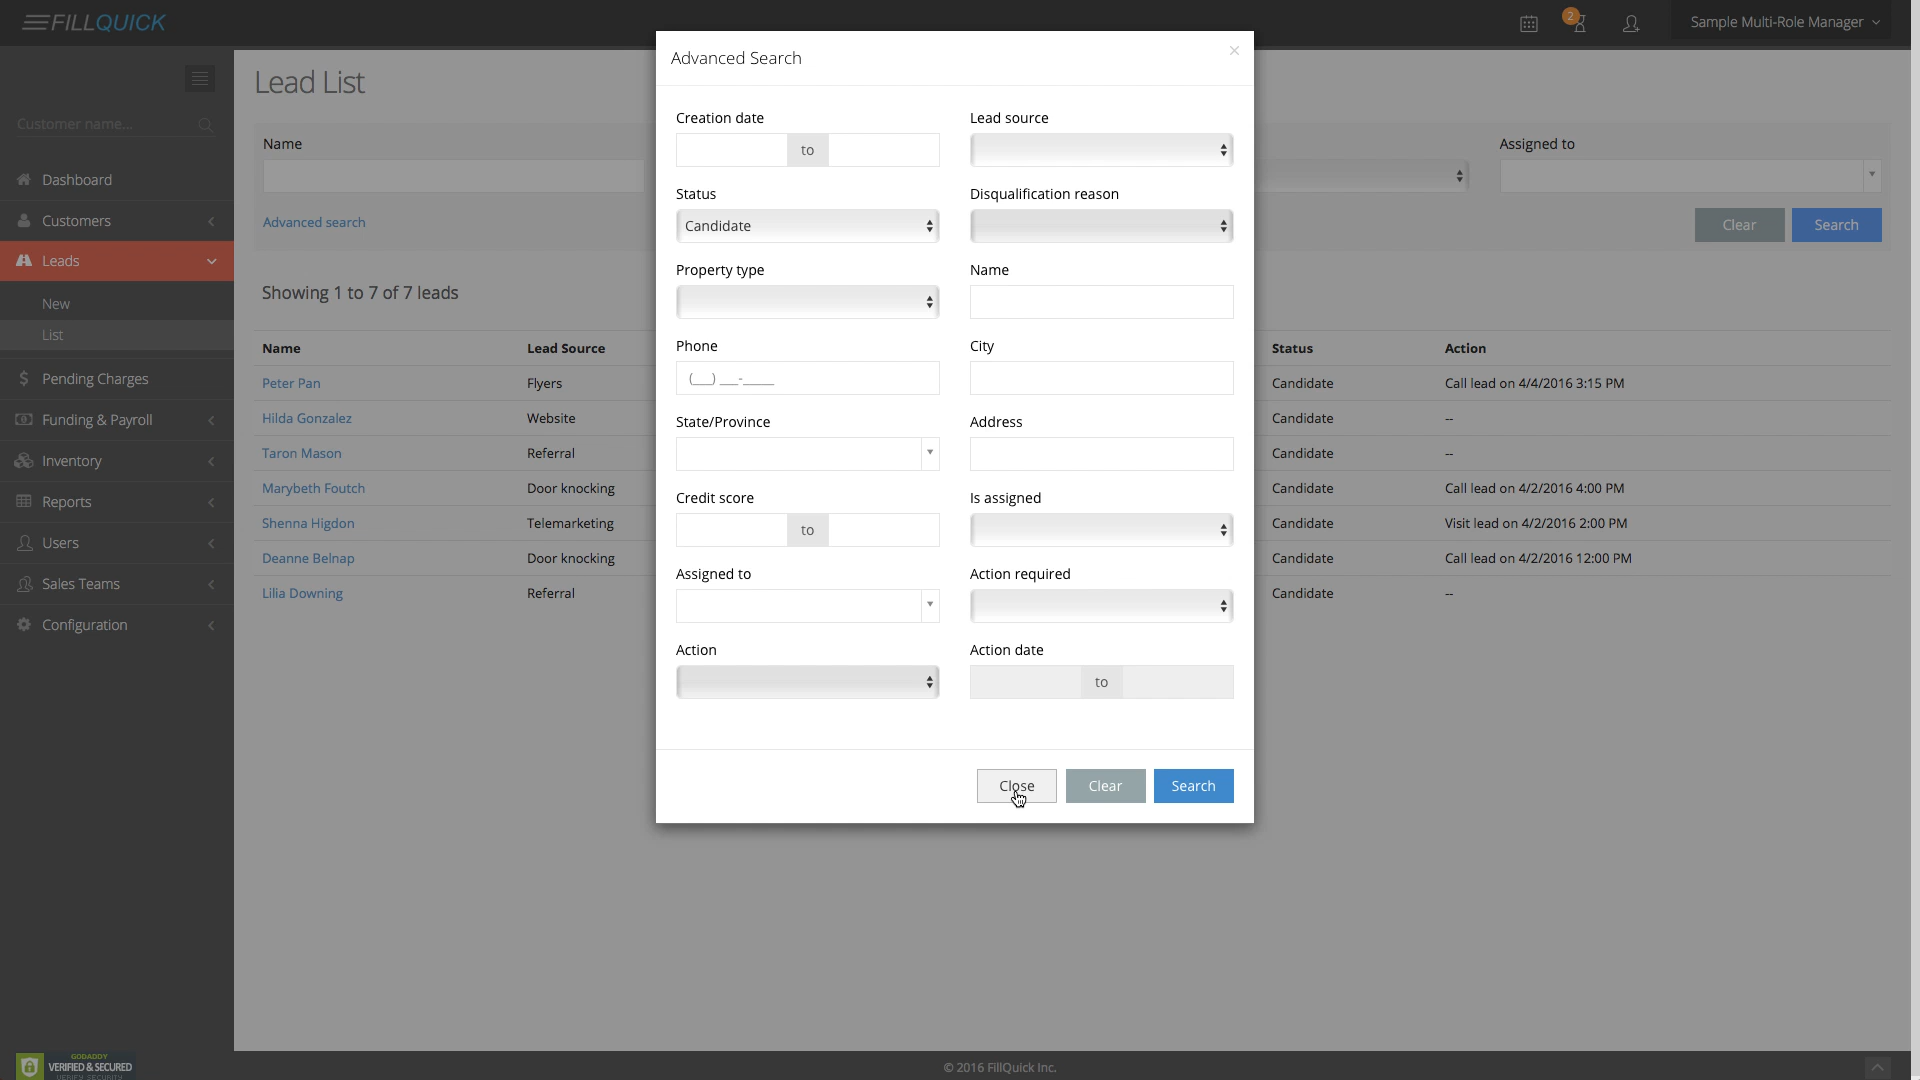 FILLQUICK
2
Sample Multi-Role Manager
Customer name...
Dashboard
Customers
Leads
New
List
Pending Charges
Funding & Payroll
Inventory
Reports
Users
Sales Teams
Configuration
GODADDY
VERIFIED & SECURED
VERIFY SECURITY
Lead List
Name
Assigned to
Advanced search
Clear
Search
Showing 1 to 7 of 7 leads
Name Lead Source Status Action
Peter Pan Flyers Candidate Call lead on 4/4/2016 3:15 PM
Hilda Gonzalez Website Candidate --
Taron Mason Referral Candidate --
Marybeth Foutch Door knocking Candidate Call lead on 4/2/2016 4:00 PM
Shenna Higdon Telemarketing Candidate Visit lead on 4/2/2016 2:00 PM
Deanne Belnap Door knocking Candidate Call lead on 4/2/2016 12:00 PM
Lilia Downing Referral Candidate --
Advanced Search
×
Creation date Lead source
to
Status Disqualification reason
Candidate
Property type Name
Phone City
(___) ___-_____
State/Province Address
Credit score Is assigned
to
Assigned to Action required
Action Action date
to
Close Clear Search
© 2016 FillQuick Inc.